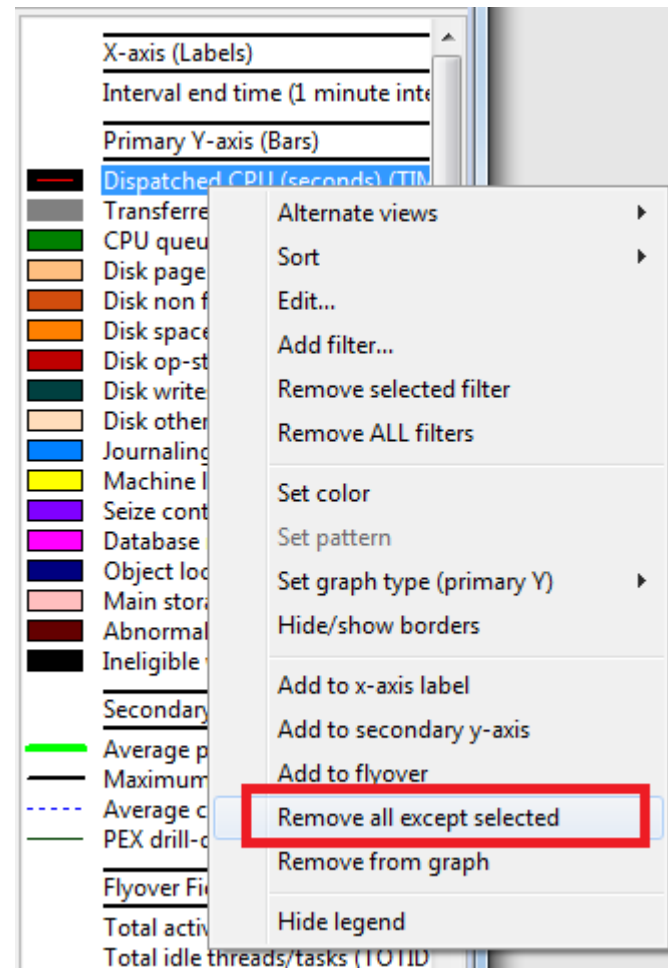 X-axis (Labels)
Interval end time (1 minute inte
Primary Y-axis (Bars)
Dispatched CPU (seconds) (TIM
Transferre
CPU queu
Disk page
Disk non f
Disk space
Disk op-st
Disk write
Disk other
Journaling
Machine l
Seize cont
Database
Object loc
Main stora
Abnormal
Ineligible
Secondary
Average p
Maximum
Average c
PEX drill-d
Flyover Fie
Total activ
Total idle threads/tasks (TOTID
Alternate views
Sort
Edit...
Add filter...
Remove selected filter
Remove ALL filters
Set color
Set pattern
Set graph type (primary Y)
Hide/show borders
Add to x-axis label
Add to secondary y-axis
Add to flyover
Remove all except selected
Remove from graph
Hide legend